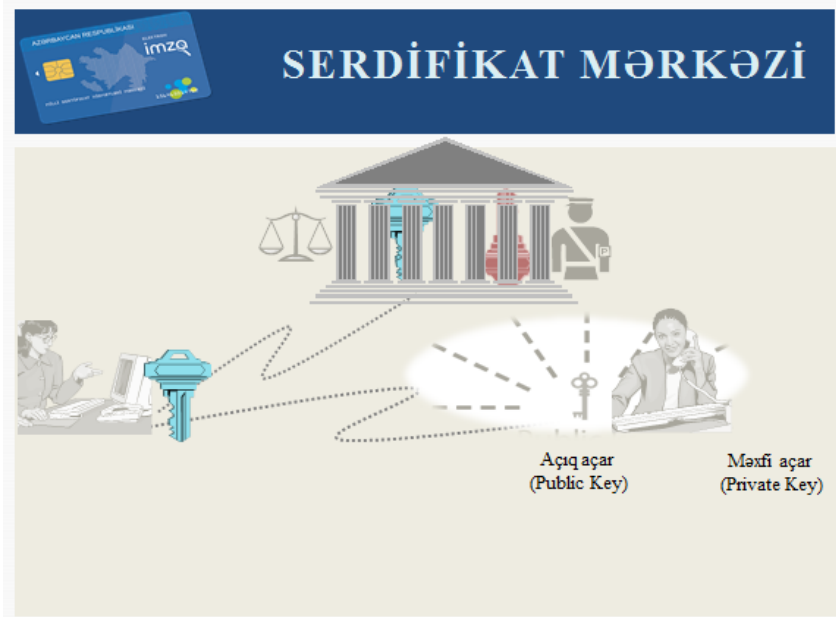 AZƏRBAYCAN RESPUBLİKASI
imza
SERDİFİKAT MƏRKƏZİ
P
Açıq açar
(Public Key)
Məxfi açar
(Private Key)